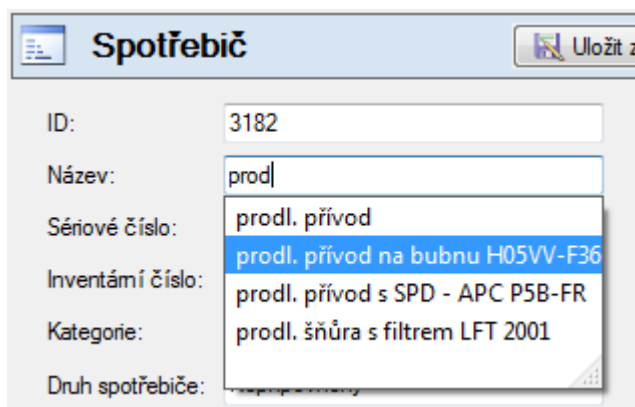 Spotřebič
Uložit z
ID:
3182
Název:
prod
prodl. přívod
Sériové číslo:
prodl. přívod na bubnu H05VV-F36
Inventární číslo:
prodl. přívod s SPD - APC P5B-FR
Kategorie:
prodl. šňůra s filtrem LFT 2001
Druh spotřebiče: